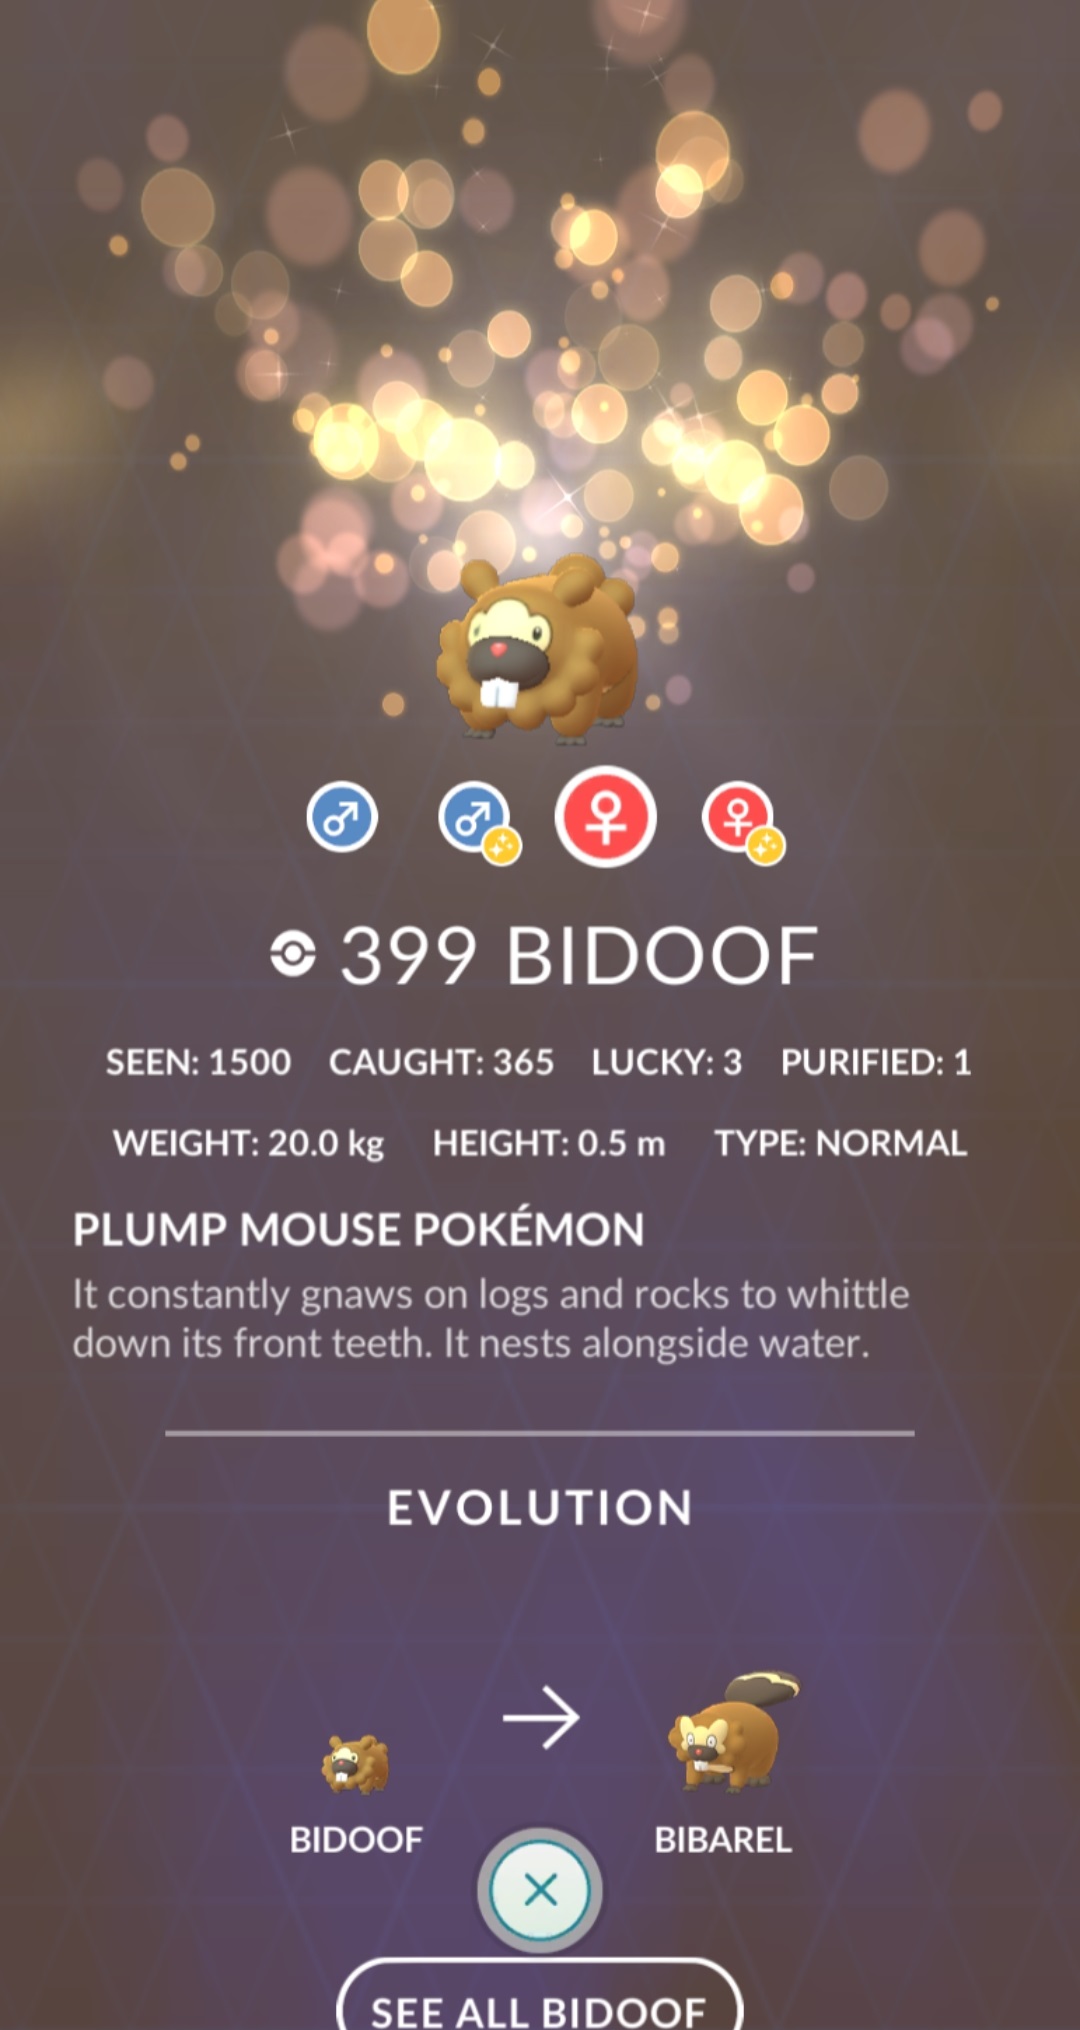 399 BIDOOF
SEEN: 1500 CAUGHT: 365 LUCKY: 3 PURIFIED: 1
WEIGHT: 20.0 kg HEIGHT: 0.5 m TYPE: NORMAL
PLUMP MOUSE POKÉMON
It constantly gnaws on logs and rocks to whittle
down its front teeth. It nests alongside water.
EVOLUTION
BIDOOF BIBAREL
SEE ALL BIDOOF